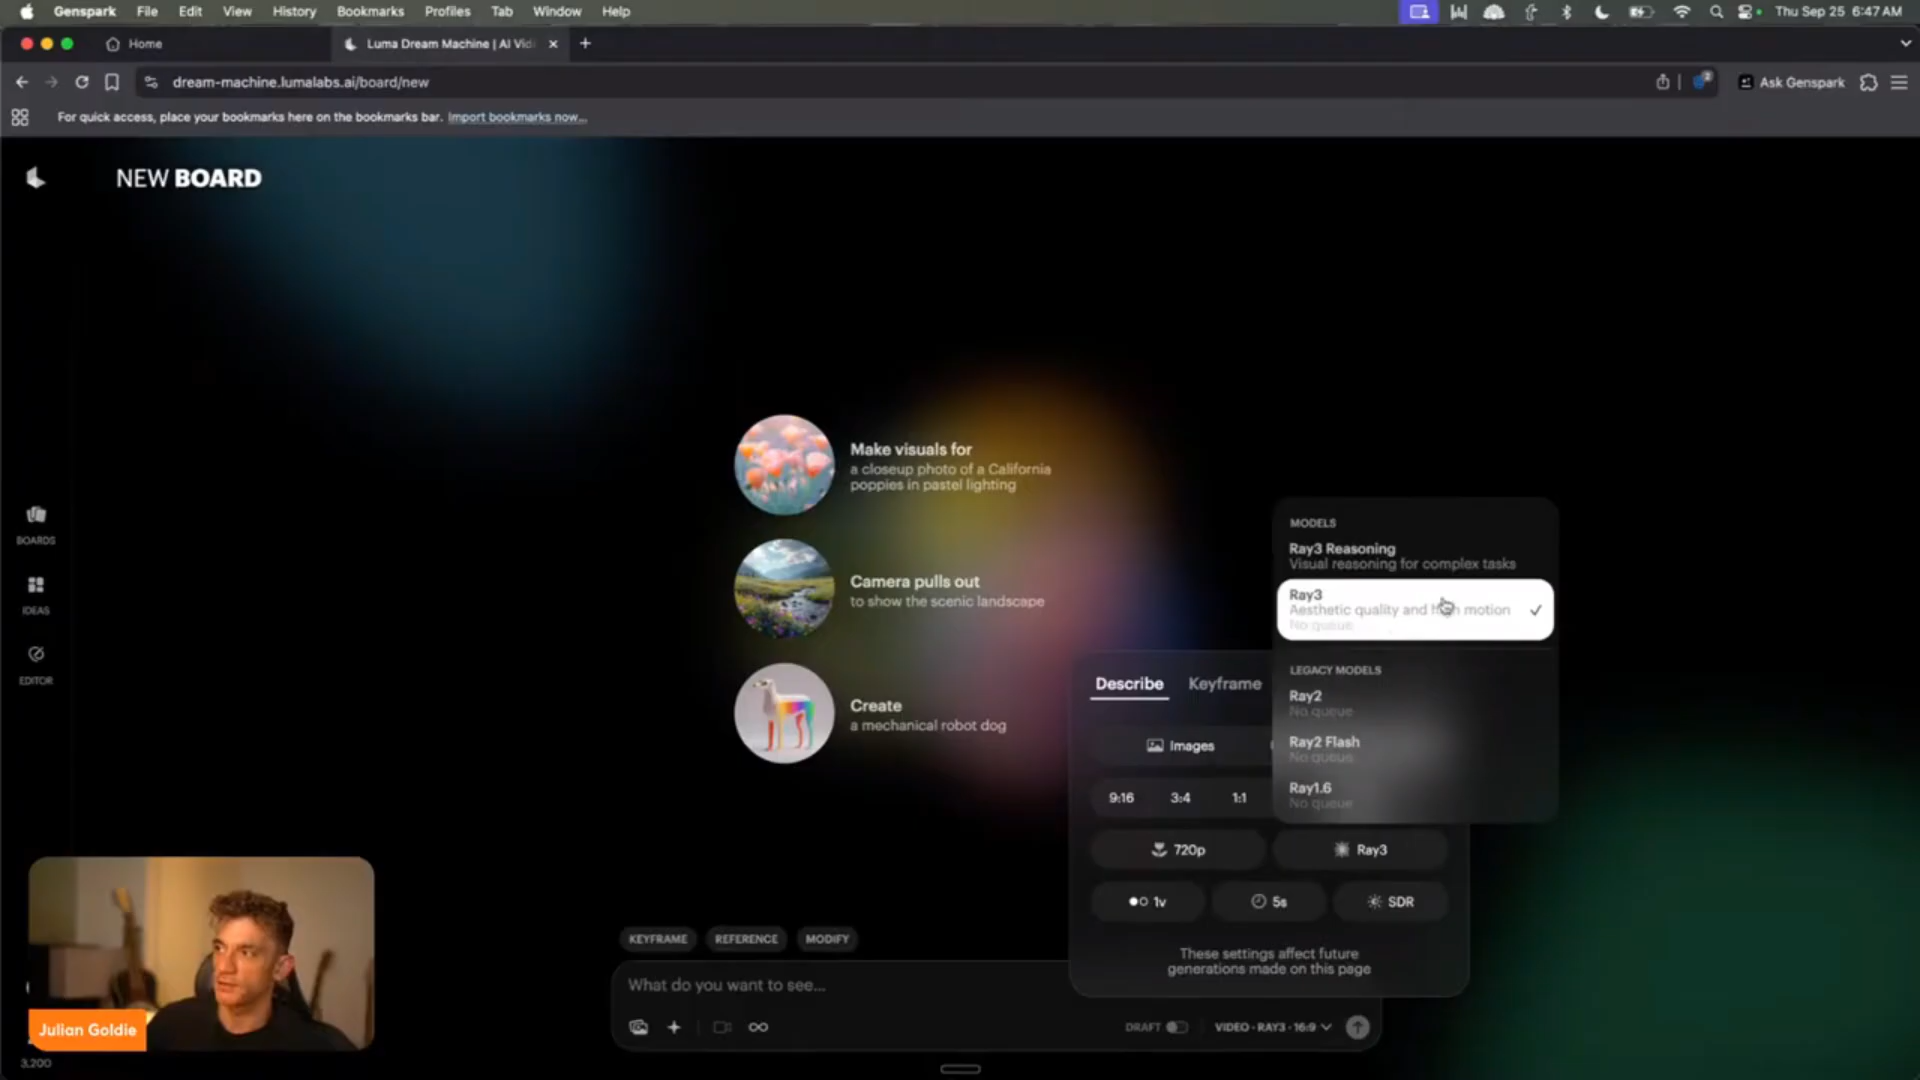 Genspark File Edit View History Bookmarks Profiles Tab Window Help
Thu Sep 25 6:47 AM
Home
Luma Dream Machine | AI Vid
dream-machine.lumalabs.ai/board/new
2
Ask Genspark
For quick access, place your bookmarks here on the bookmarks bar. Import bookmarks now...
NEW BOARD
Make visuals for
a closeup photo of a California
poppies in pastel lighting
Camera pulls out
to show the scenic landscape
Create
a mechanical robot dog
BOARDS
IDEAS
EDITOR
MODELS
Ray3 Reasoning
Visual reasoning for complex tasks
Ray3
Aesthetic quality and motion
No queue
LEGACY MODELS
Ray2
No queue
Ray2 Flash
No queue
Ray1.6
No queue
Describe Keyframe
Images
9:16 3:4 1:1
720p Ray3
1v 5s SDR
These settings affect future
generations made on this page
KEYFRAME REFERENCE MODIFY
What do you want to see...
DRAFT VIDEO · RAY3 · 16:9
Julian Goldie
3,200